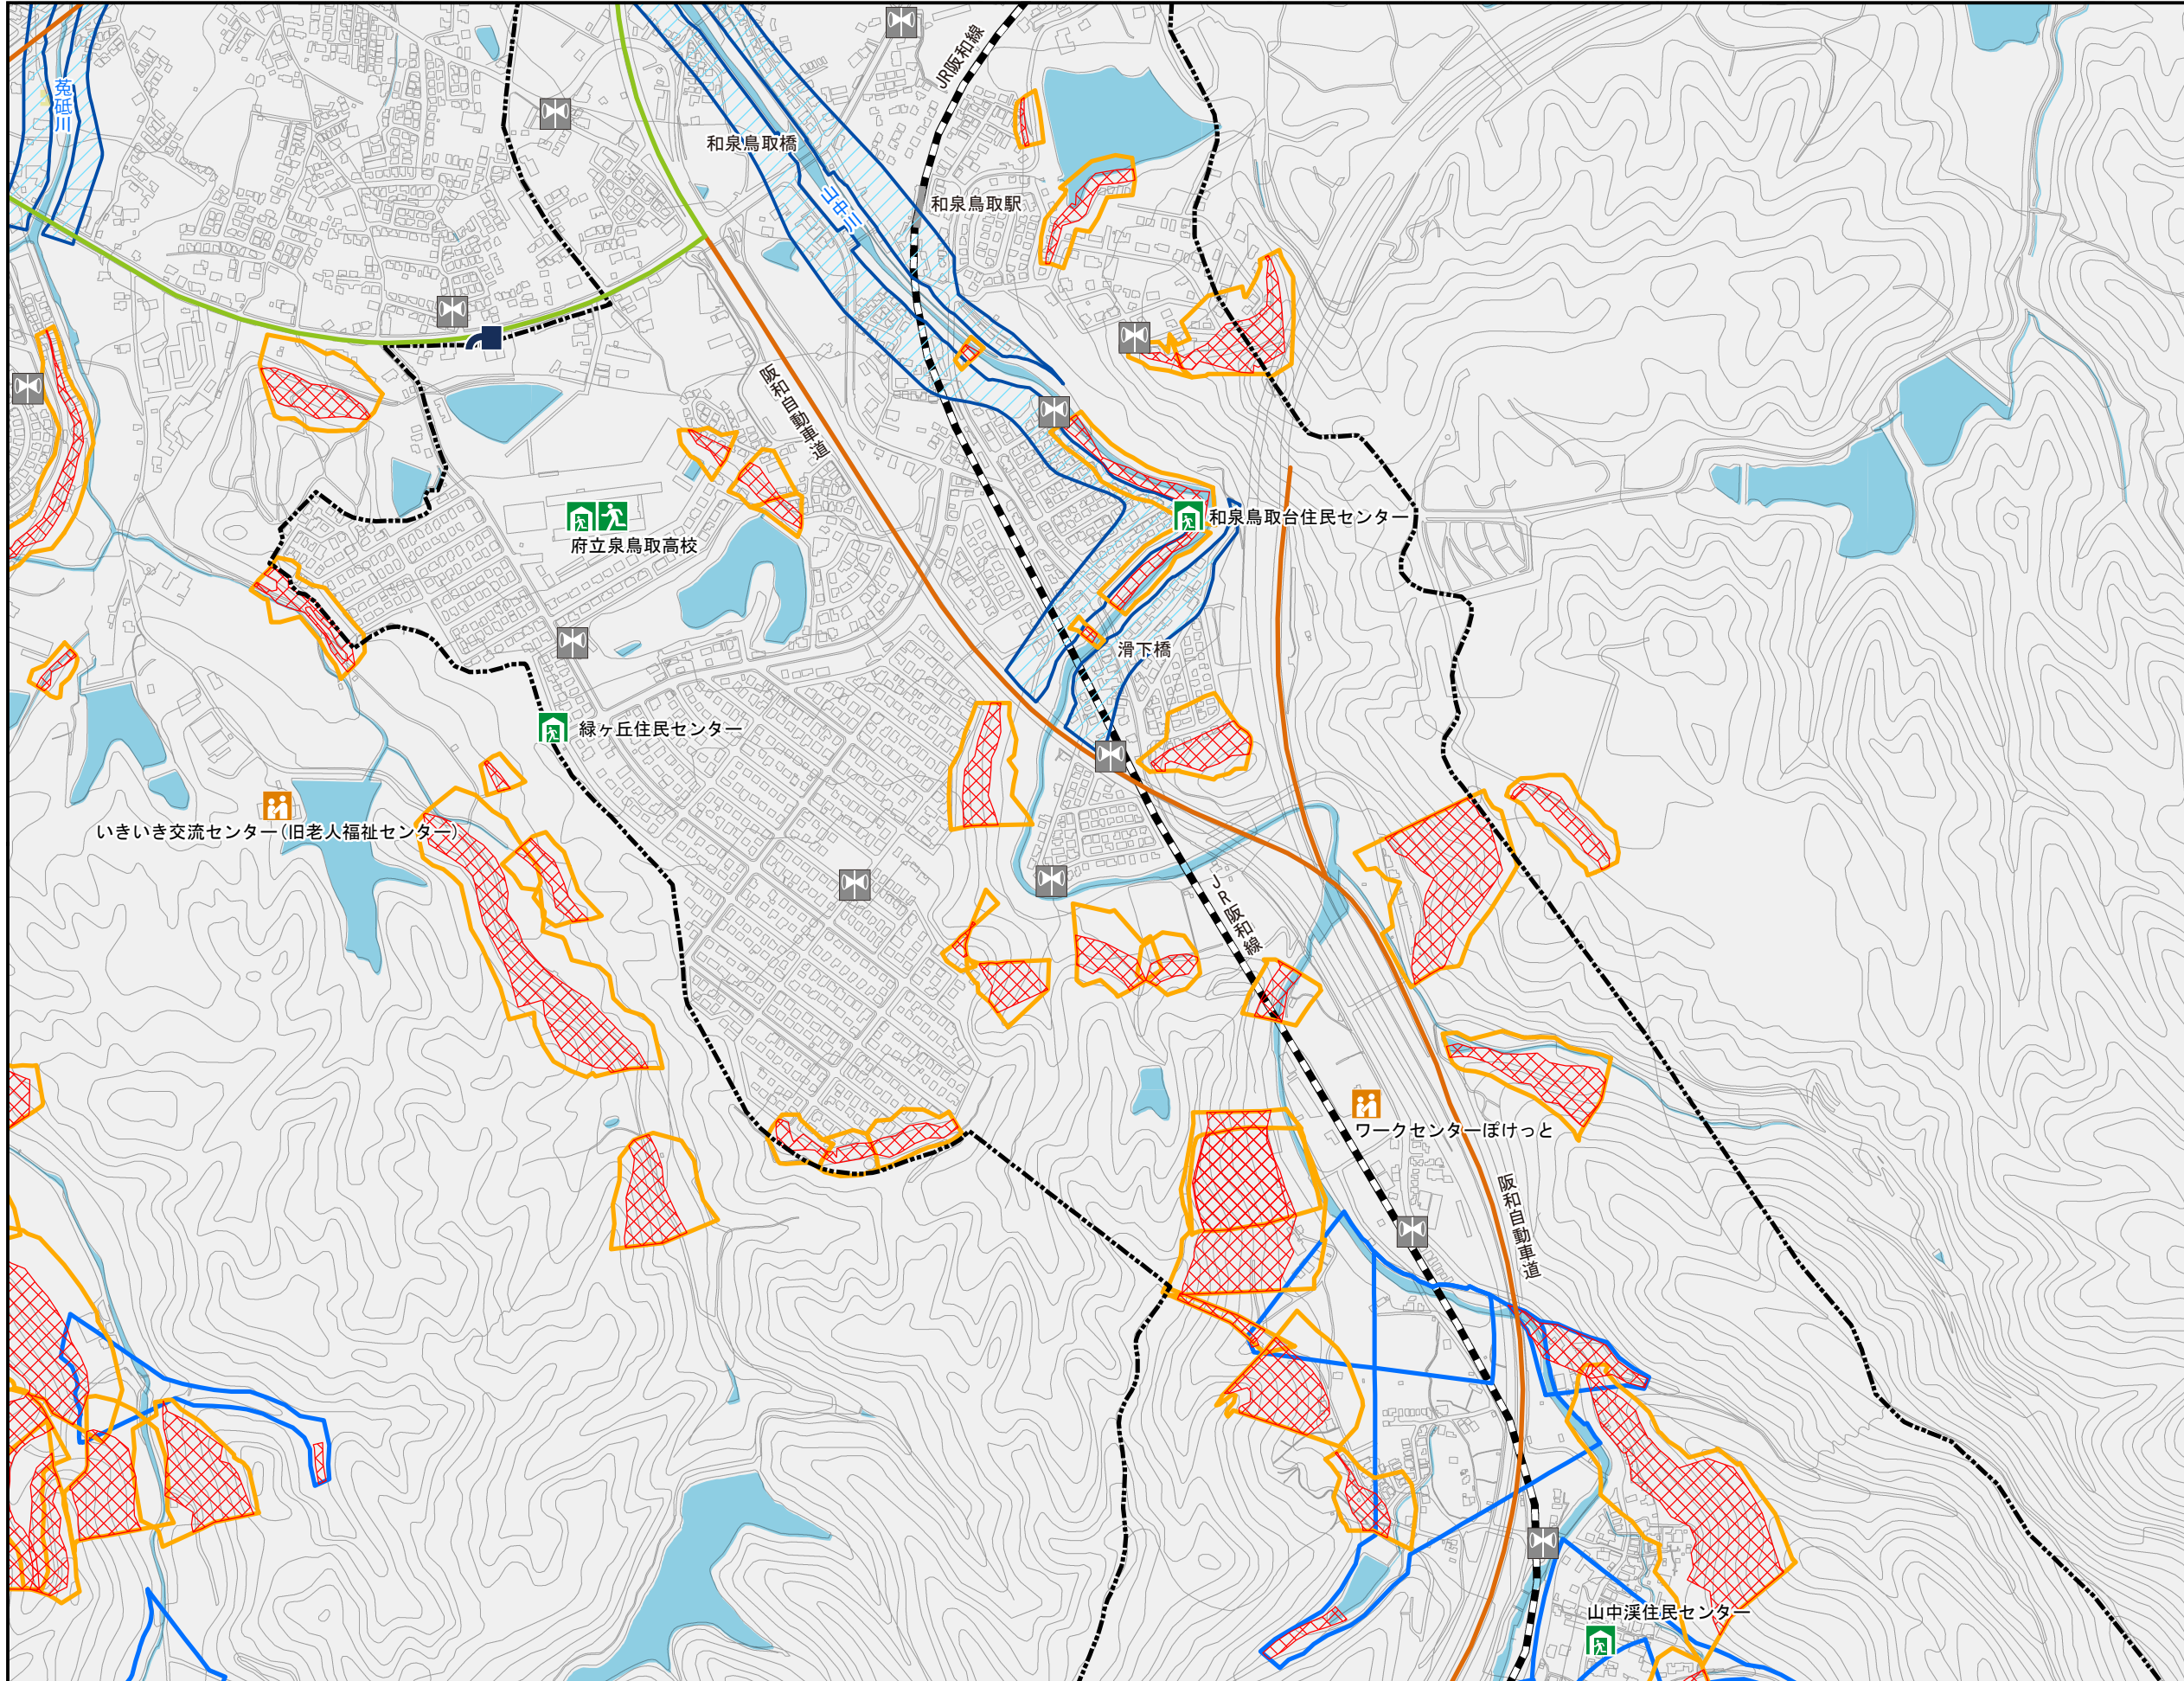 JR阪和線
菟砥川
和泉鳥取橋
山中川
和泉鳥取駅
阪和自動車道
和泉鳥取台住民センター
府立泉鳥取高校
滑下橋
緑ヶ丘住民センター
いきいき交流センター(旧老人福祉センター)
JR阪和線
ワークセンターぽけっと
阪和自動車道
山中渓住民センター